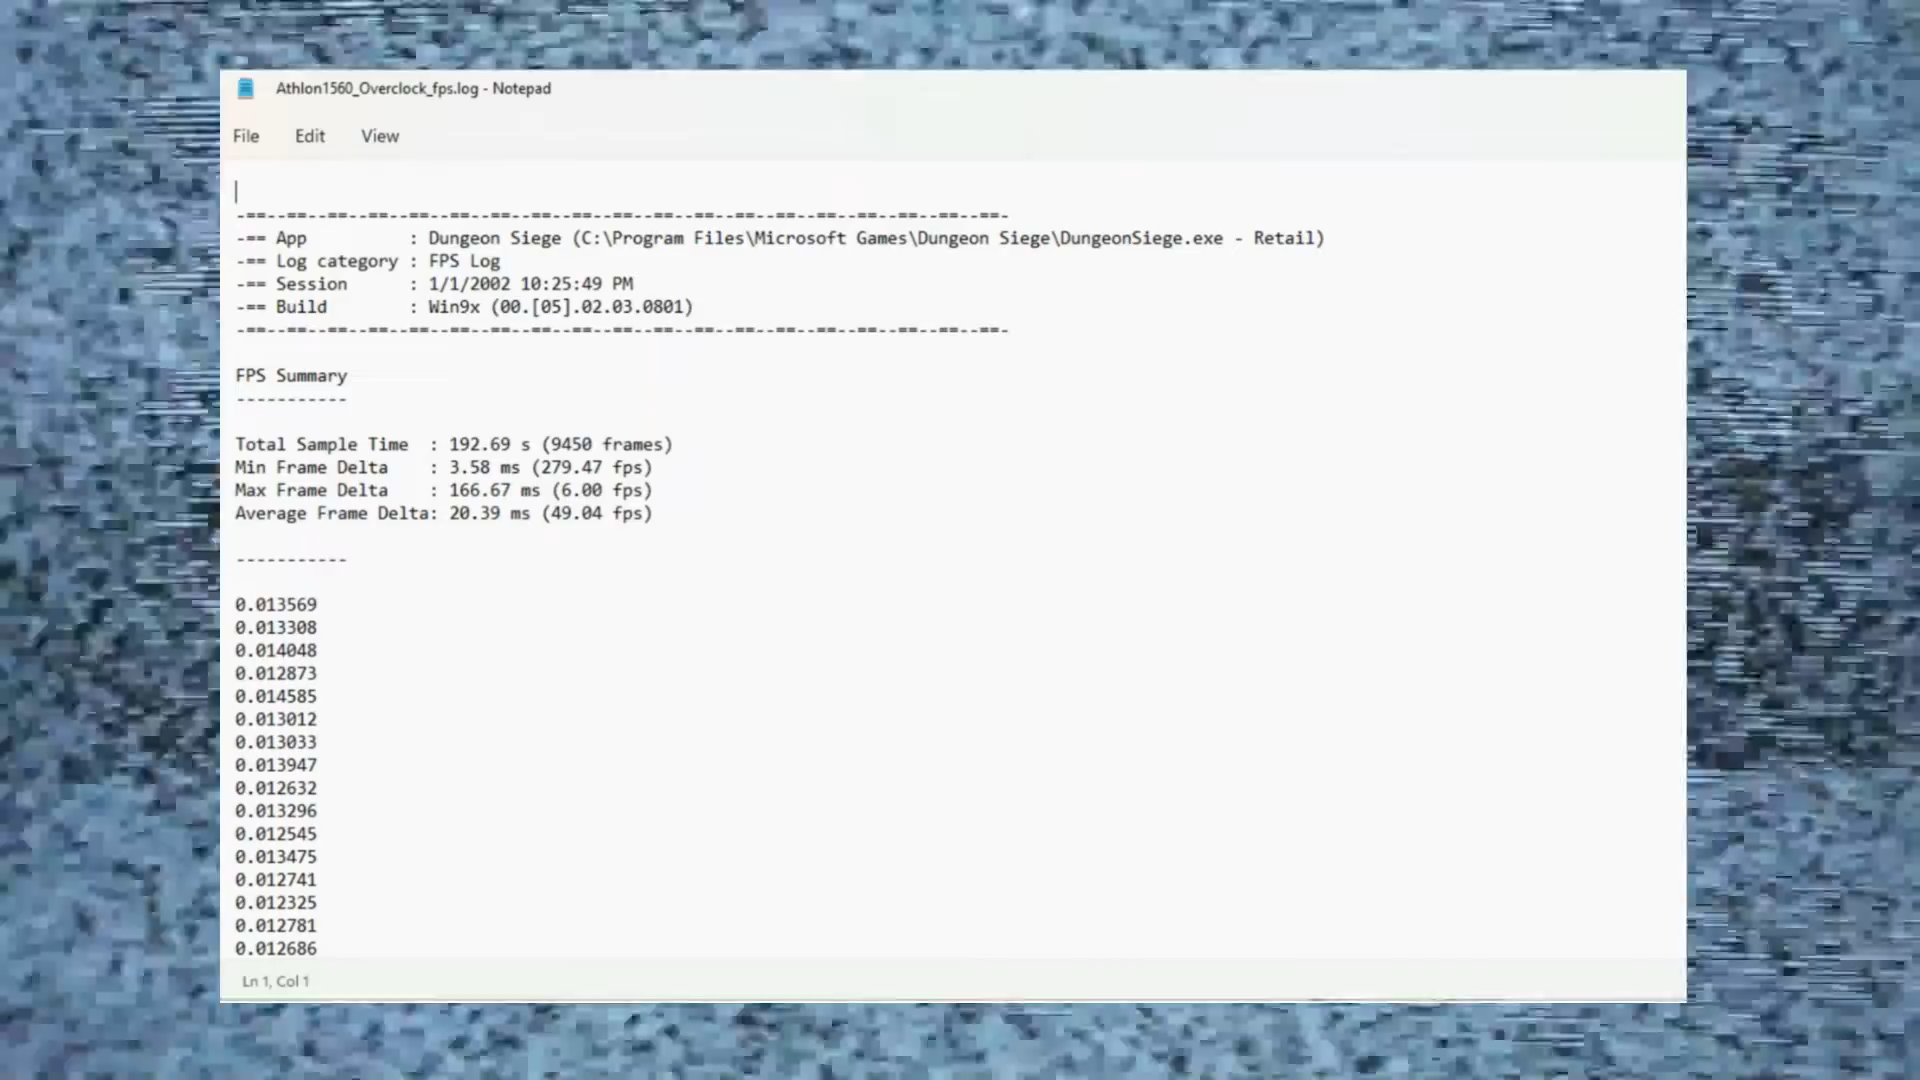 Athlon1560_Overclock_fps.log - Notepad
File Edit View
-==--==--==--==--==--==--==--==--==--==--==--==--==--==--==--==--==--==--==-
-== App          : Dungeon Siege (C:\Program Files\Microsoft Games\Dungeon Siege\DungeonSiege.exe - Retail)
-== Log category : FPS Log
-== Session      : 1/1/2002 10:25:49 PM
-== Build        : Win9x (00.[05].02.03.0801)
-==--==--==--==--==--==--==--==--==--==--==--==--==--==--==--==--==--==--==-
FPS Summary
-----------
Total Sample Time  : 192.69 s (9450 frames)
Min Frame Delta    : 3.58 ms (279.47 fps)
Max Frame Delta    : 166.67 ms (6.00 fps)
Average Frame Delta: 20.39 ms (49.04 fps)
-----------
0.013569
0.013308
0.014048
0.012873
0.014585
0.013012
0.013033
0.013947
0.012632
0.013296
0.012545
0.013475
0.012741
0.012325
0.012781
0.012686
Ln 1, Col 1